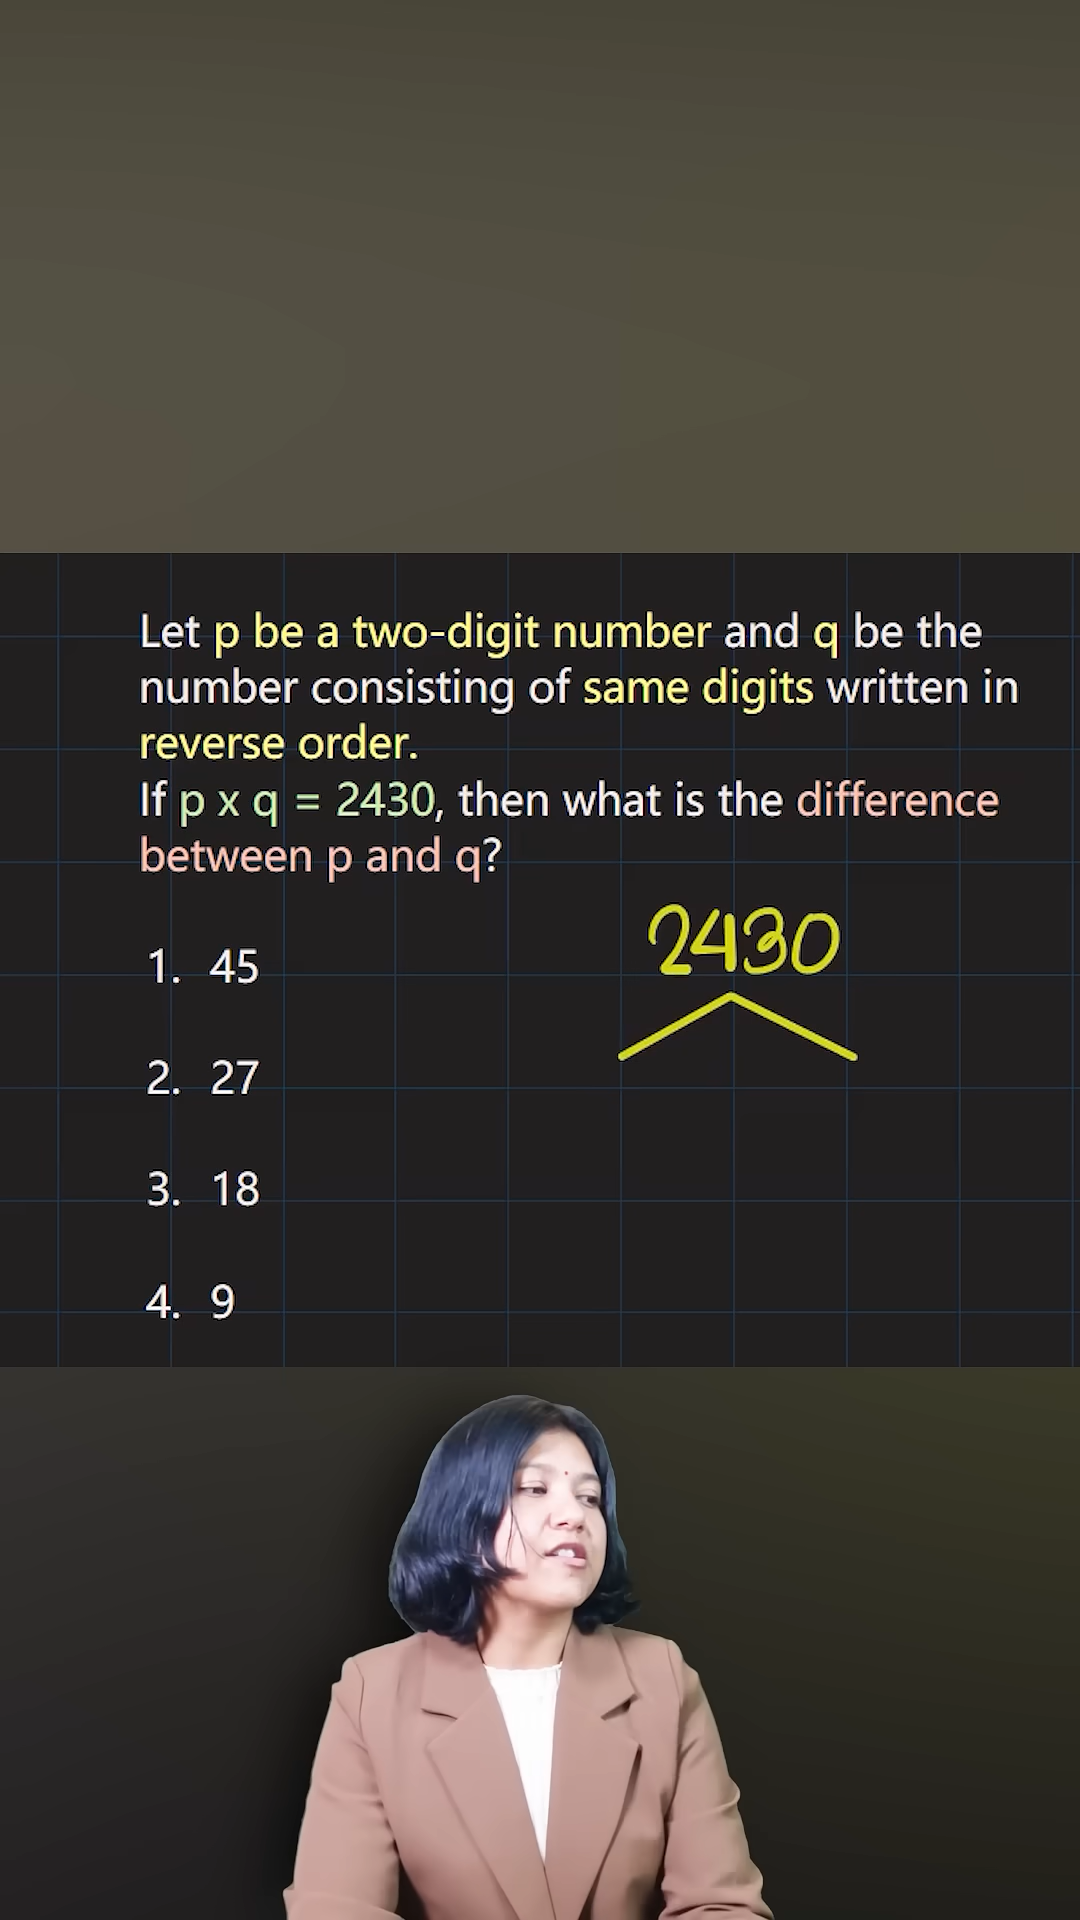 Let p be a two-digit number and q be the
number consisting of same digits written in
reverse order.
If p x q = 2430, then what is the difference
between p and q?
2430
1. 45
2. 27
3. 18
4. 9